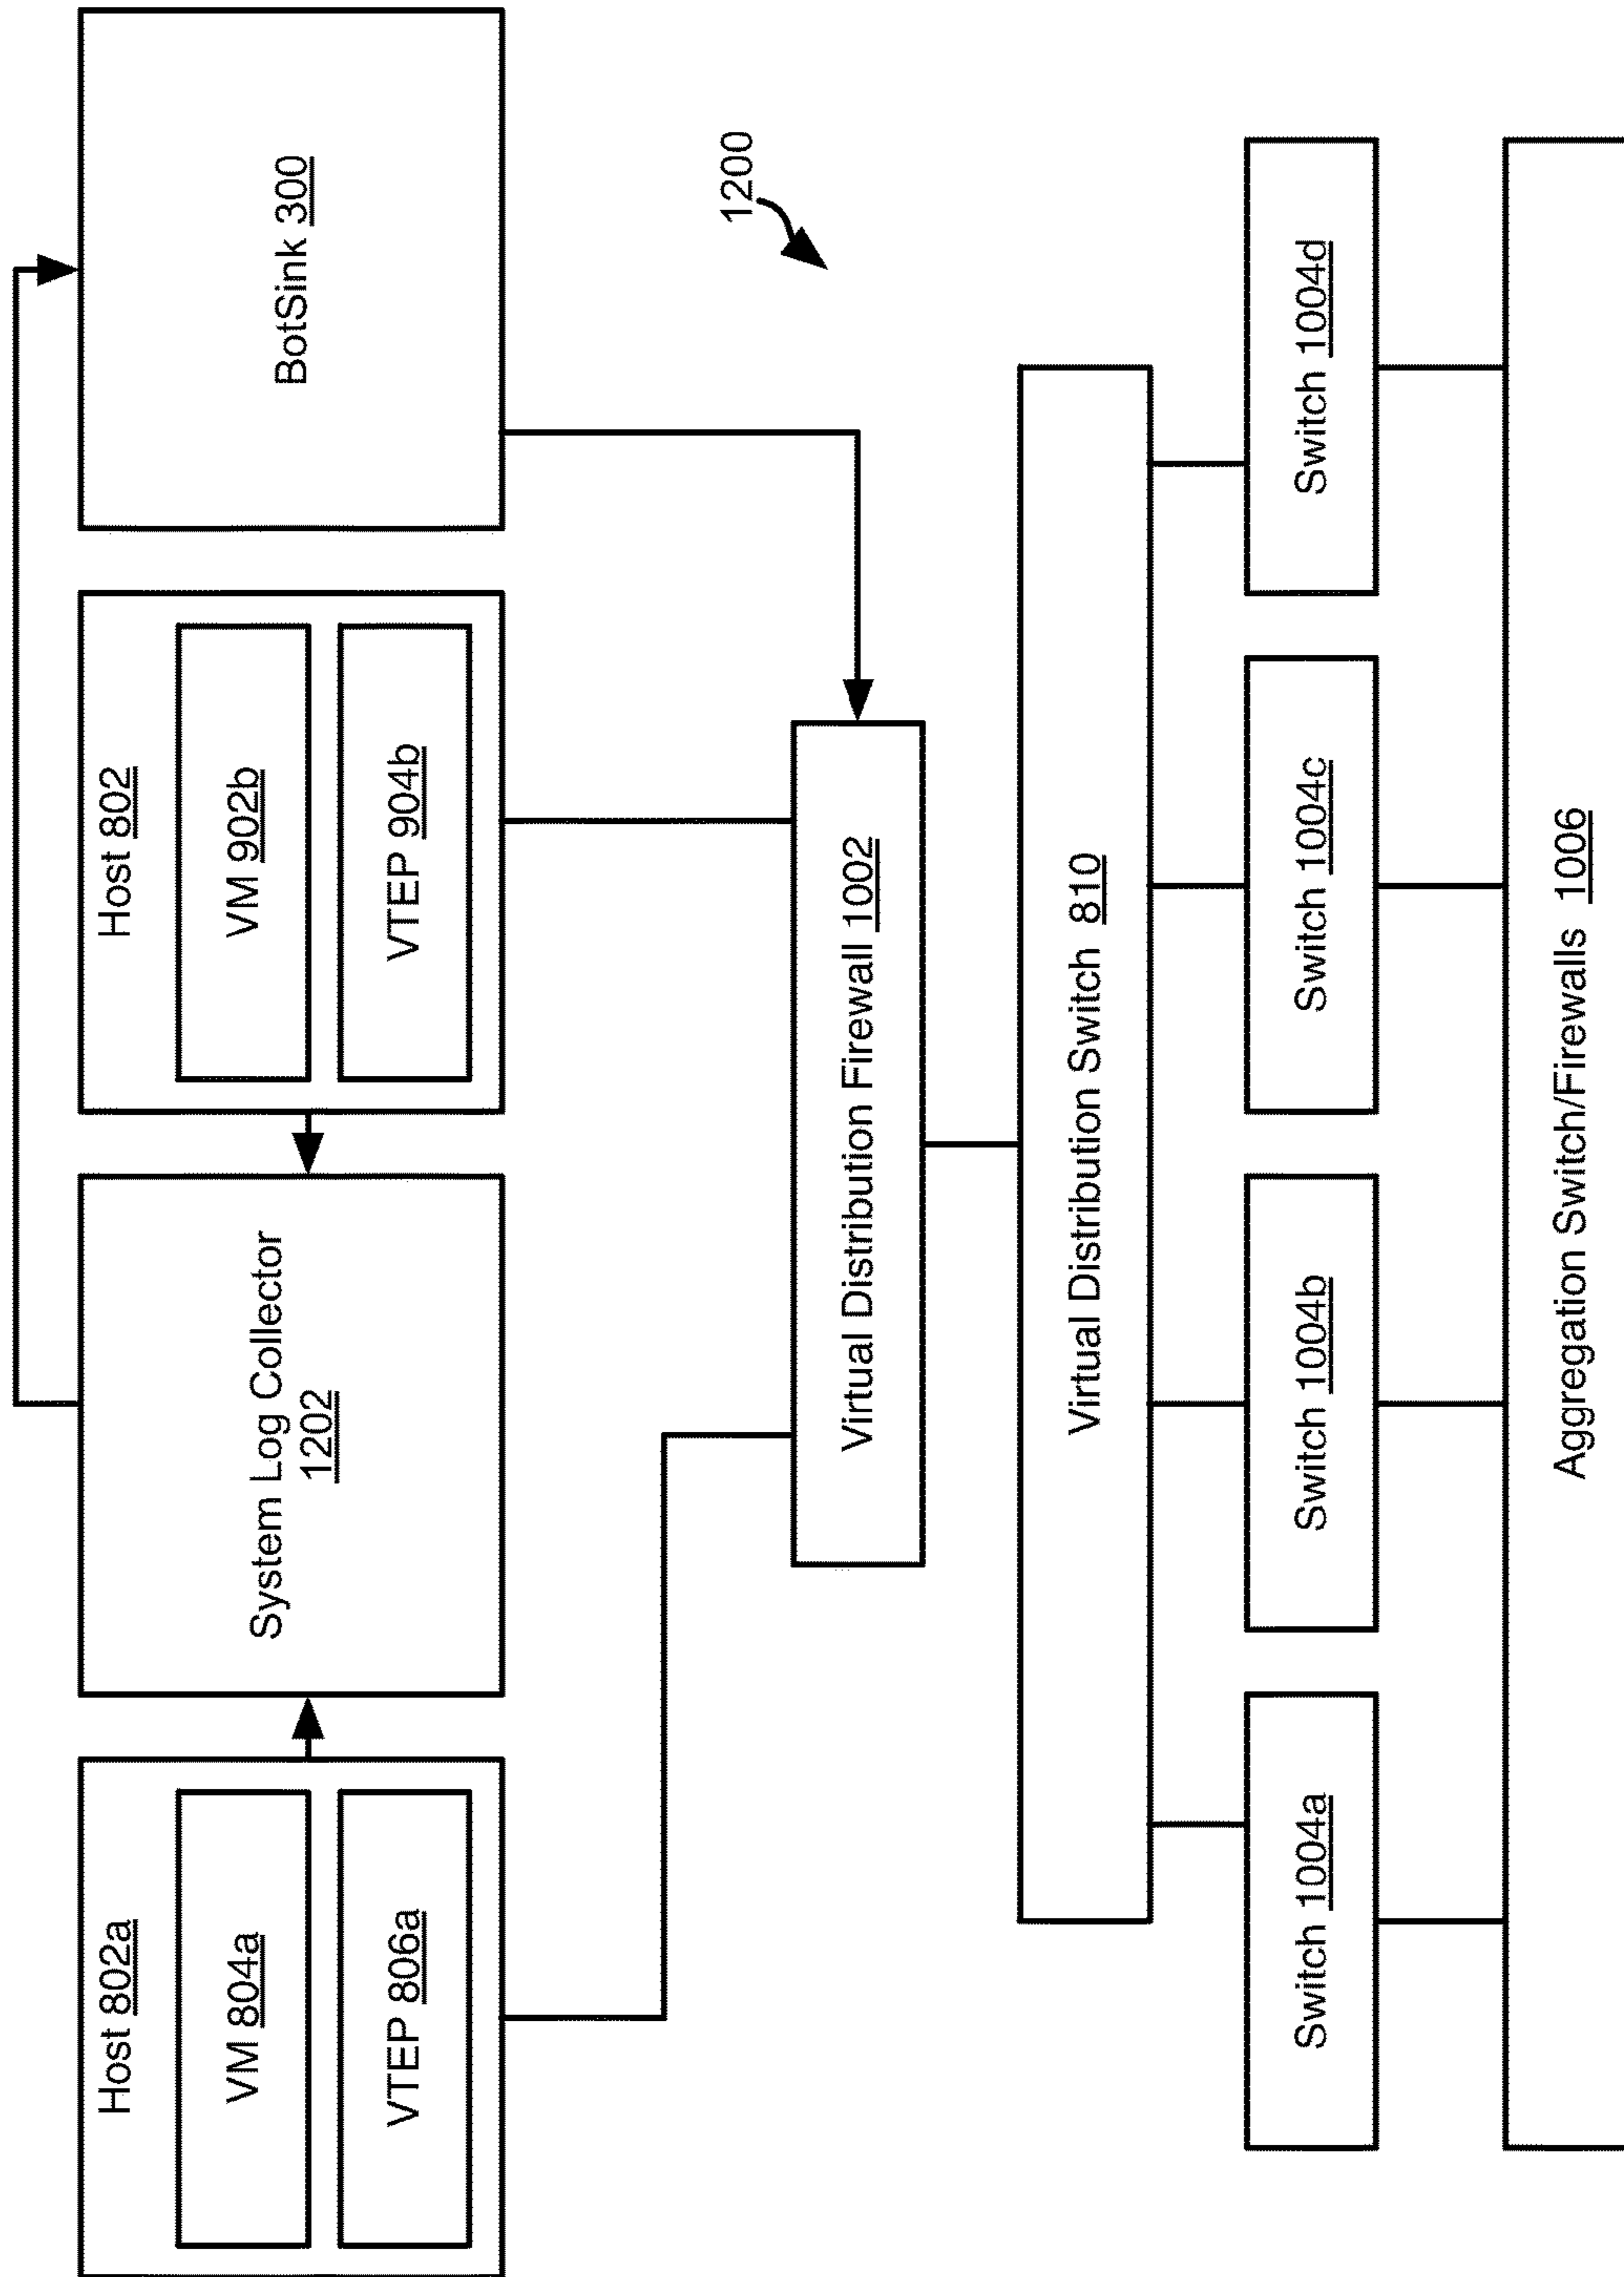 Host 802a
VM 804a
VTEP 806a
System Log Collector
1202
Host 802
VM 902b
VTEP 904b
BotSink 300
1200
Virtual Distribution Firewall 1002
Virtual Distribution Switch 810
Switch 1004a
Switch 1004b
Switch 1004c
Switch 1004d
Aggregation Switch/Firewalls 1006